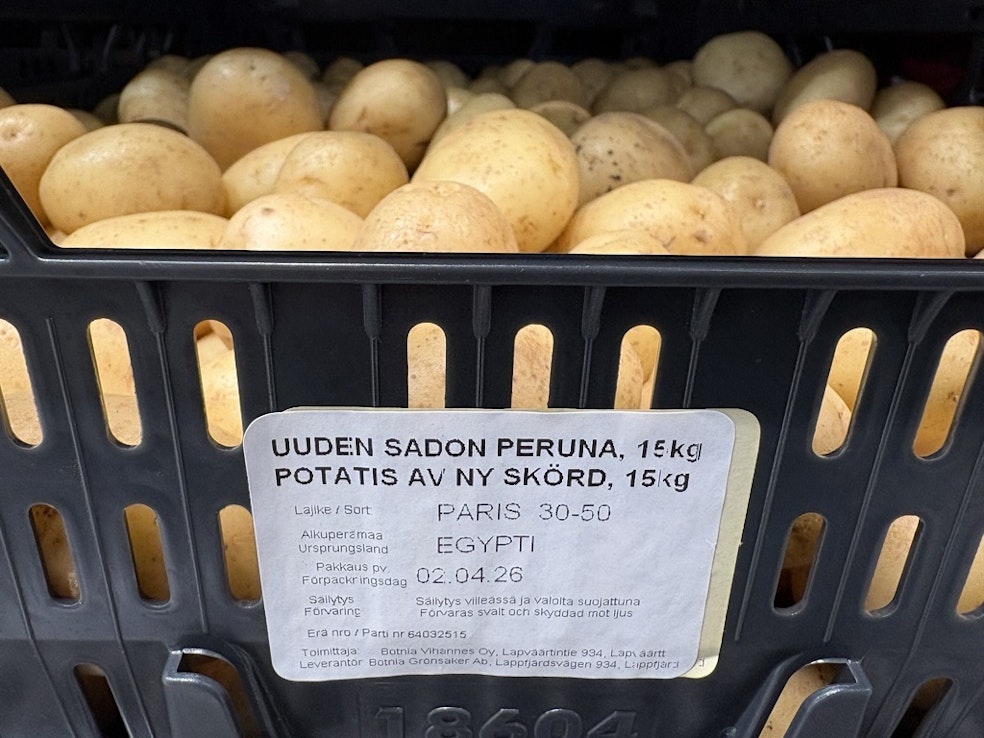 UUDEN SADON PERUNA, 15kg
POTATIS AV NY SKÖRD, 15kg
Lajike / Sort PARIS 30-50
Alkuperämaa
Ursprungsland EGYPTI
Pakkaus pv.
Förpackningsdag 02.04.26
Säilytys Säilytys viileässä ja valolta suojattuna
Förvaring Förvaras svalt och skyddad mot ljus
Erä nro / Parti nr 64032515
Toimittaja: Botnia Vihannes Oy, Lapväärtintie 934, Lapväärtt
Leverantör Botnia Grönsaker Ab, Lappfjärdsvägen 934, Lappfjärd
18604